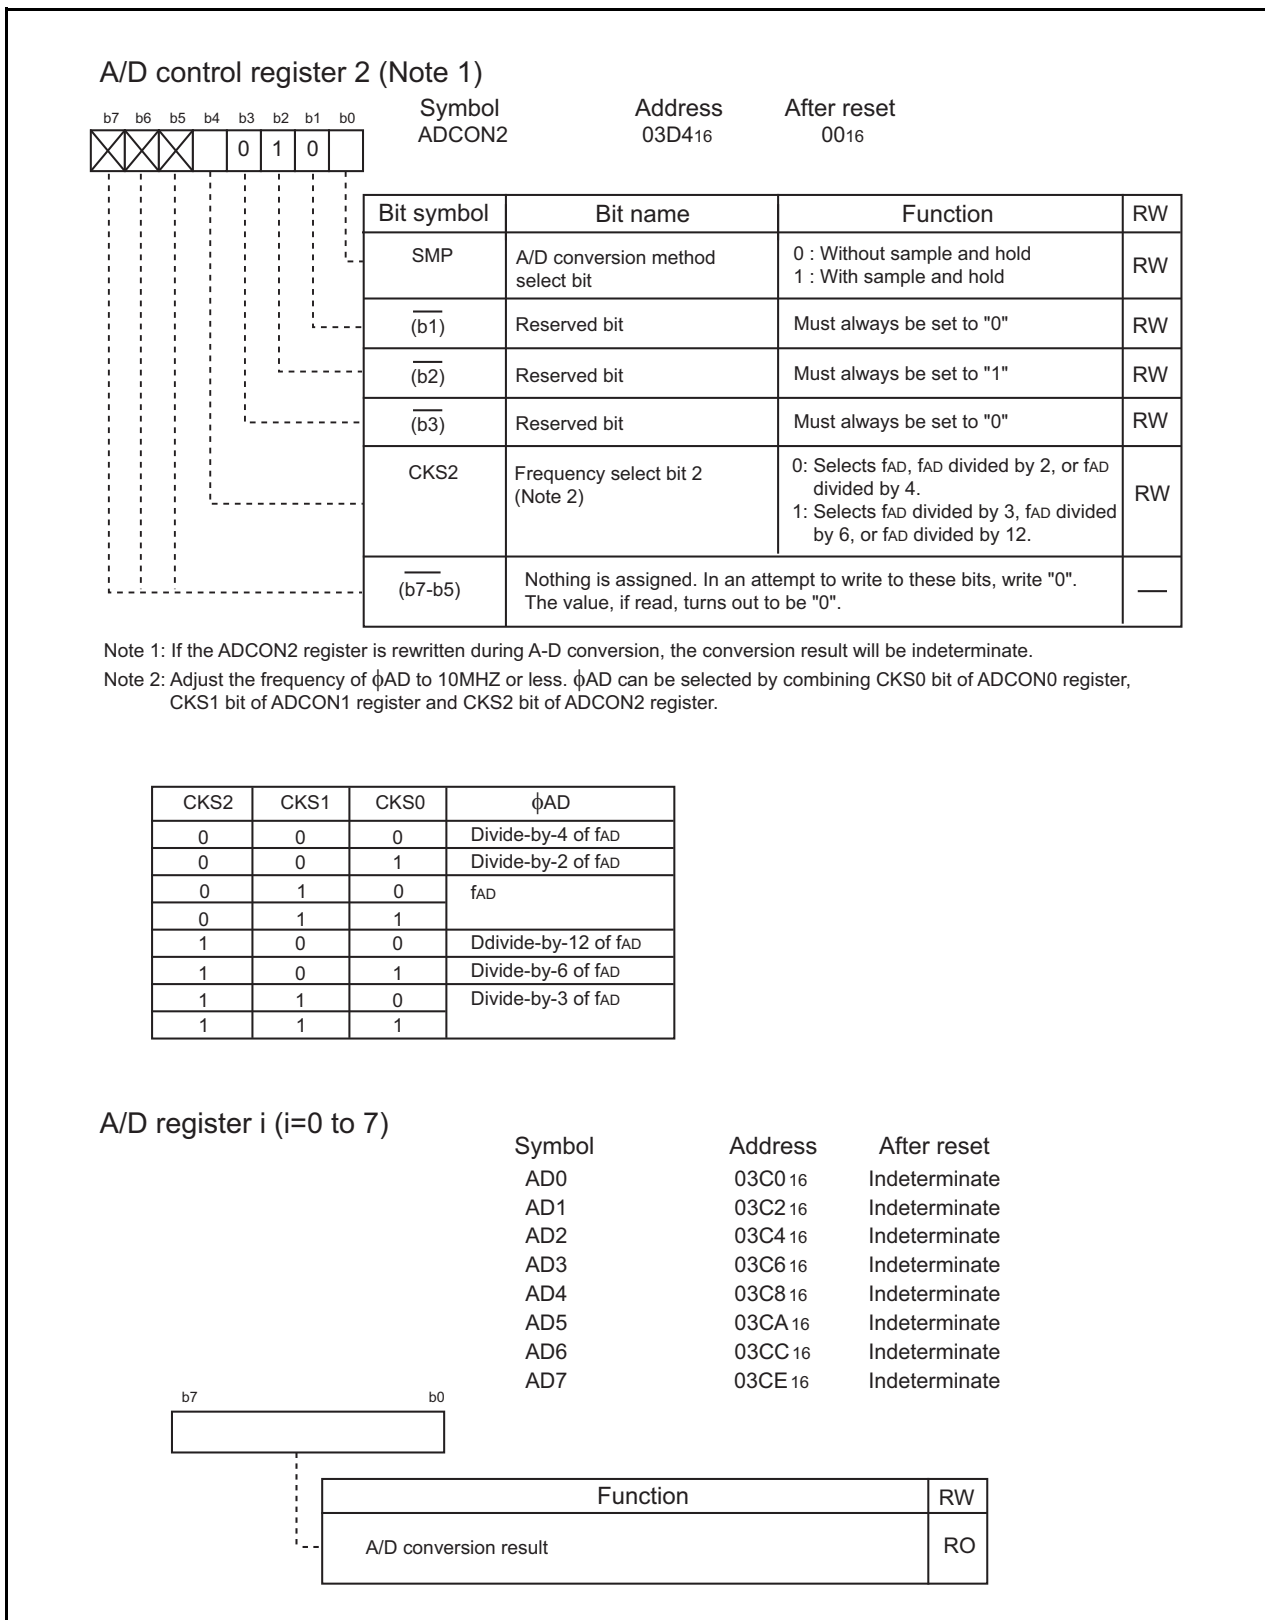 A/D control register 2 (Note 1)
Symbol Address After reset
ADCON2 03D416 0016
b7 b6 b5 b4 b3 b2 b1 b0
0 1 0
Bit symbol Bit name Function RW
SMP A/D conversion method select bit 0 : Without sample and hold RW
1 : With sample and hold
(b1) Reserved bit Must always be set to "0" RW
(b2) Reserved bit Must always be set to "1" RW
(b3) Reserved bit Must always be set to "0" RW
CKS2 Frequency select bit 2 (Note 2) 0: Selects fAD, fAD divided by 2, or fAD
divided by 4.
1: Selects fAD divided by 3, fAD divided
by 6, or fAD divided by 12. RW
(b7-b5) Nothing is assigned. In an attempt to write to these bits, write "0".
The value, if read, turns out to be "0". —
Note 1: If the ADCON2 register is rewritten during A-D conversion, the conversion result will be indeterminate.
Note 2: Adjust the frequency of ϕAD to 10MHZ or less. ϕAD can be selected by combining CKS0 bit of ADCON0 register,
CKS1 bit of ADCON1 register and CKS2 bit of ADCON2 register.
CKS2 CKS1 CKS0 ϕAD
0 0 0 Divide-by-4 of fAD
0 0 1 Divide-by-2 of fAD
0 1 0 fAD
0 1 1
1 0 0 Ddivide-by-12 of fAD
1 0 1 Divide-by-6 of fAD
1 1 0 Divide-by-3 of fAD
1 1 1
A/D register i (i=0 to 7)
Symbol Address After reset
AD0 03C016 Indeterminate
AD1 03C216 Indeterminate
AD2 03C416 Indeterminate
AD3 03C616 Indeterminate
AD4 03C816 Indeterminate
AD5 03CA16 Indeterminate
AD6 03CC16 Indeterminate
AD7 03CE16 Indeterminate
b7 b0
Function RW
A/D conversion result RO